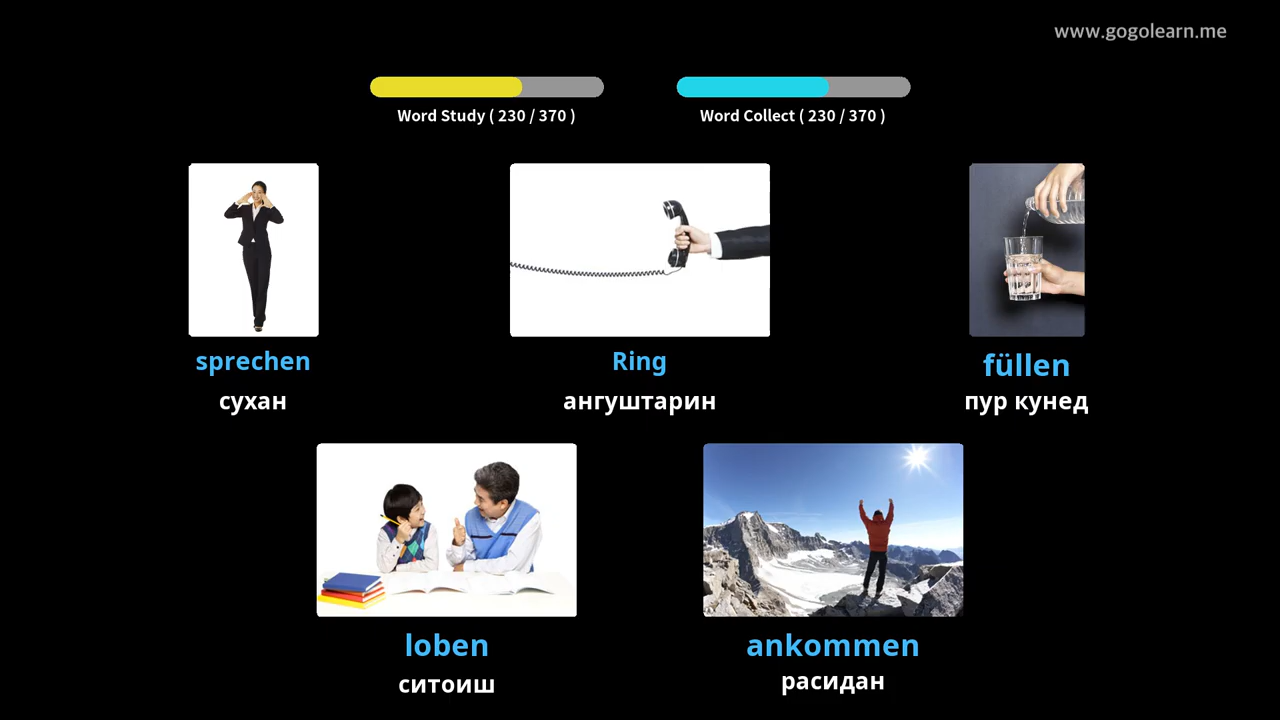 www.gogolearn.me
Word Study ( 230 / 370 )
Word Collect ( 230 / 370 )
sprechen
сухан
Ring
ангуштарин
füllen
пур кунед
loben
ситоиш
ankommen
расидан